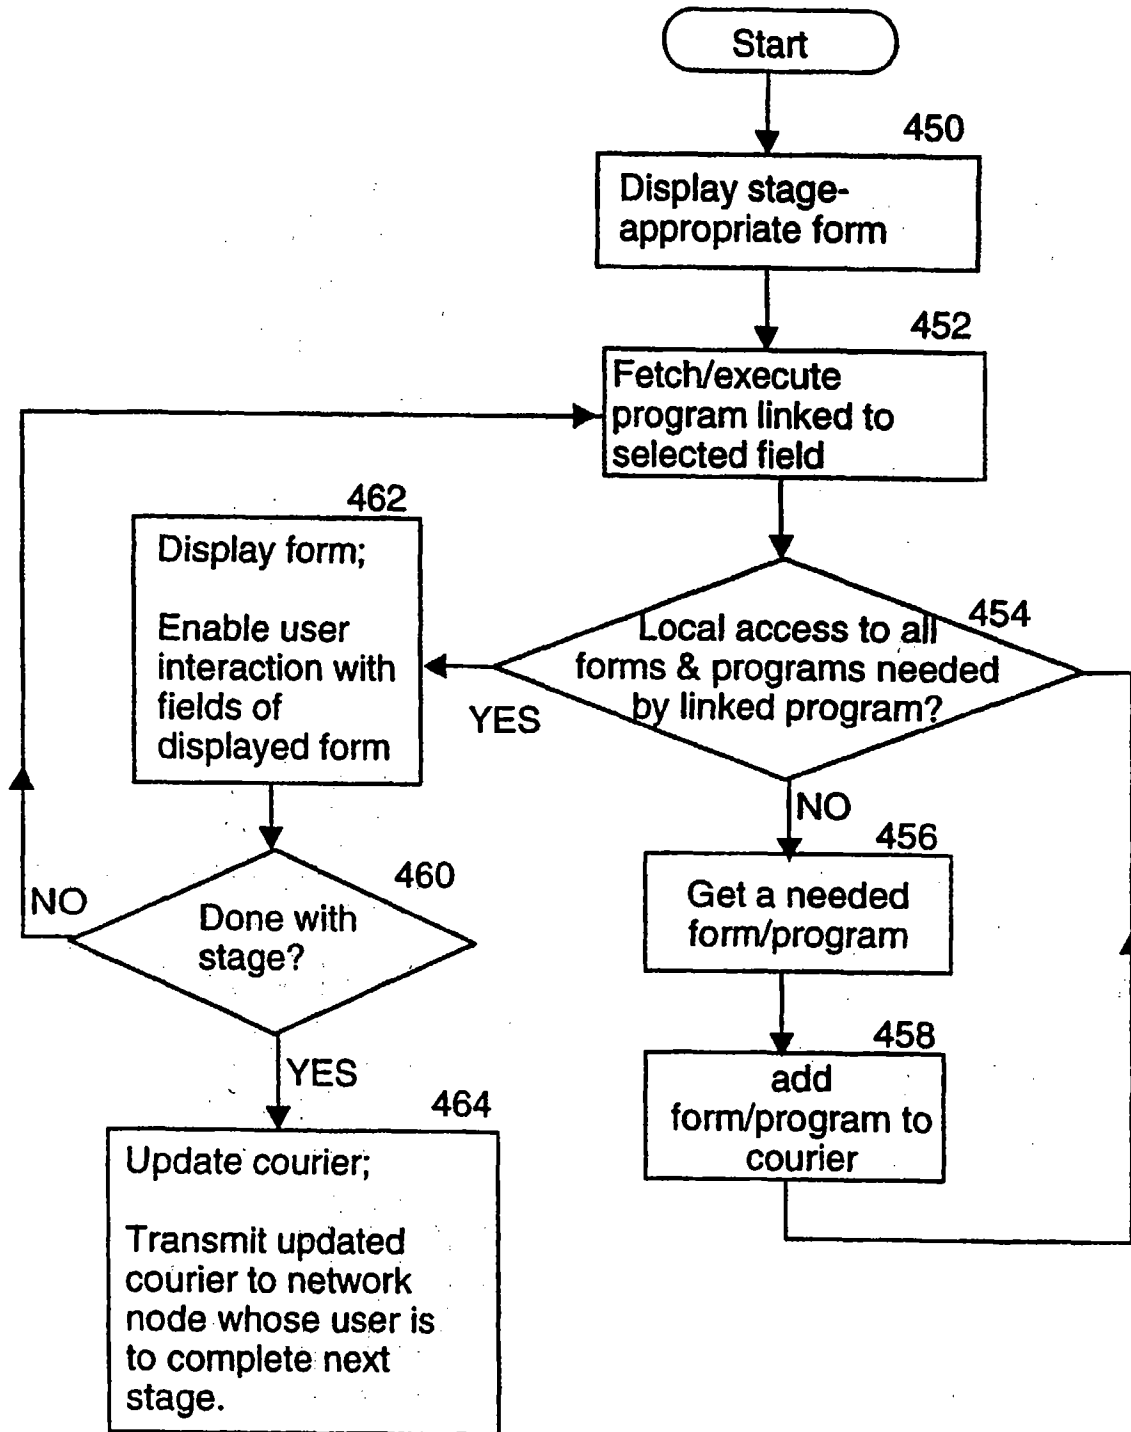 Start
450
Display stage-
appropriate form
452
Fetch/execute
program linked to
selected field
462
Display form;
Enable user
interaction with
fields of
displayed form
454
Local access to all
forms & programs needed
by linked program?
YES
NO
456
Get a needed
form/program
460
Done with
stage?
NO
YES
458
add
form/program to
courier
464
Update courier;
Transmit updated
courier to network
node whose user is
to complete next
stage.